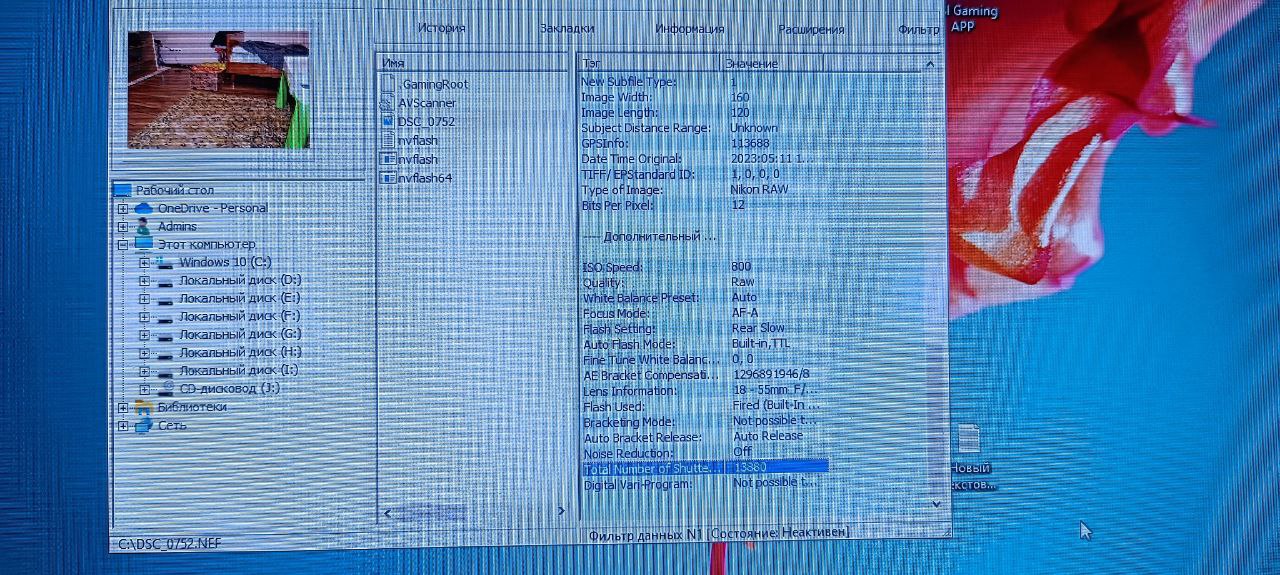 I Gaming
APP
История Закладки Информация Расширения Фильтр
Имя
.GamingRoot
AVScanner
DSC_0752
nvflash
nvflash
nvflash64
Тэг Значение
New Subfile Type: 1
Image Width: 160
Image Length: 120
Subject Distance Range: Unknown
GPSInfo: 113688
Date Time Original: 2023:05:11 1...
TIFF/EPStandard ID: 1, 0, 0, 0
Type of Image: Nikon RAW
Bits Per Pixel: 12
---- Дополнительный ...
ISO Speed: 800
Quality: Raw
White Balance Preset: Auto
Focus Mode: AF-A
Flash Setting: Rear Slow
Auto Flash Mode: Built-in,TTL
Fine Tune White Balanc... 0, 0
AE Bracket Compensati... 1296891946/8
Lens Information: 18 - 55mm F/...
Flash Used: Fired (Built-In ...
Bracketing Mode: Not possible t...
Auto Bracket Release: Auto Release
Noise Reduction: Off
Total Number of Shutte... 13880
Digital Vari-Program: Not possible t...
Рабочий стол
OneDrive - Personal
Admins
Этот компьютер
Windows 10 (C:)
Локальный диск (D:)
Локальный диск (E:)
Локальный диск (F:)
Локальный диск (G:)
Локальный диск (H:)
Локальный диск (I:)
CD-дисковод (J:)
Библиотеки
Сеть
C:\DSC_0752.NEF
Фильтр данных N1 [Состояние: Неактивен]
Новый
кстов...